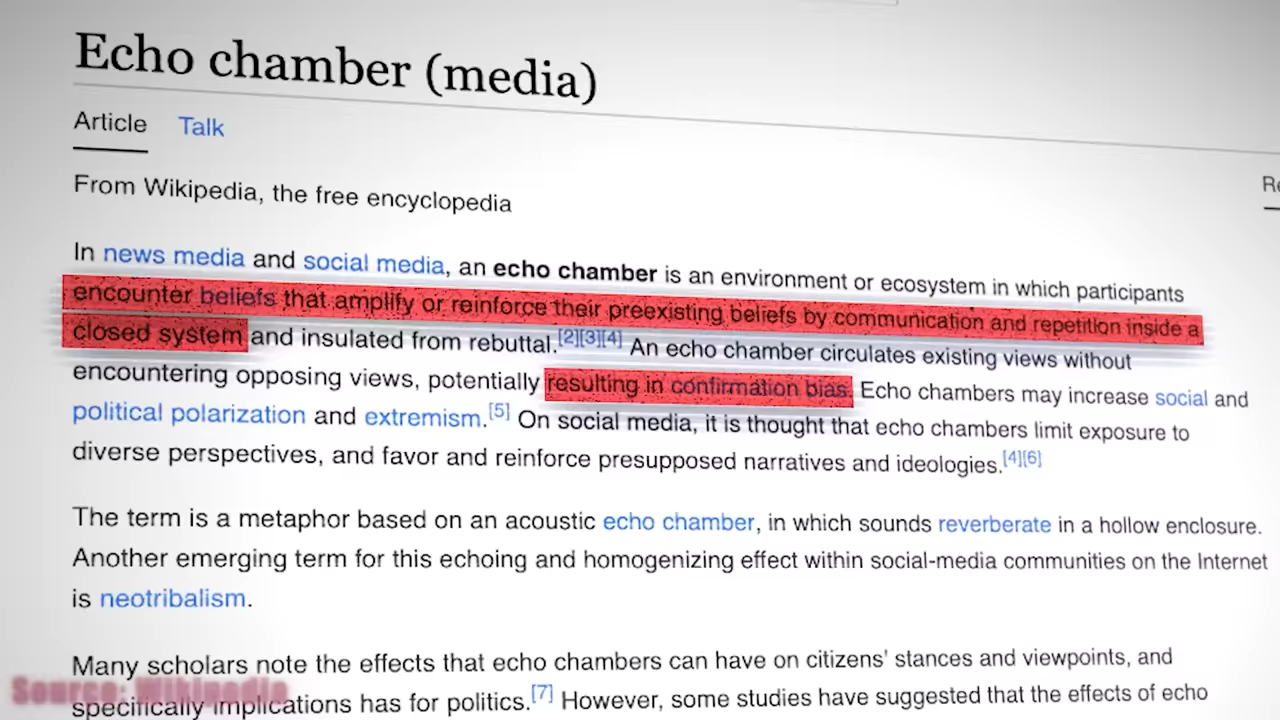 Echo chamber (media)
Article Talk
From Wikipedia, the free encyclopedia
In news media and social media, an echo chamber is an environment or ecosystem in which participants
encounter beliefs that amplify or reinforce their preexisting beliefs by communication and repetition inside a
closed system and insulated from rebuttal.[2][3][4] An echo chamber circulates existing views without
encountering opposing views, potentially resulting in confirmation bias. Echo chambers may increase social and
political polarization and extremism.[5] On social media, it is thought that echo chambers limit exposure to
diverse perspectives, and favor and reinforce presupposed narratives and ideologies.[4][6]
The term is a metaphor based on an acoustic echo chamber, in which sounds reverberate in a hollow enclosure.
Another emerging term for this echoing and homogenizing effect within social-media communities on the Internet
is neotribalism.
Many scholars note the effects that echo chambers can have on citizens' stances and viewpoints, and
specifically implications has for politics.[7] However, some studies have suggested that the effects of echo
Source: Wikipedia